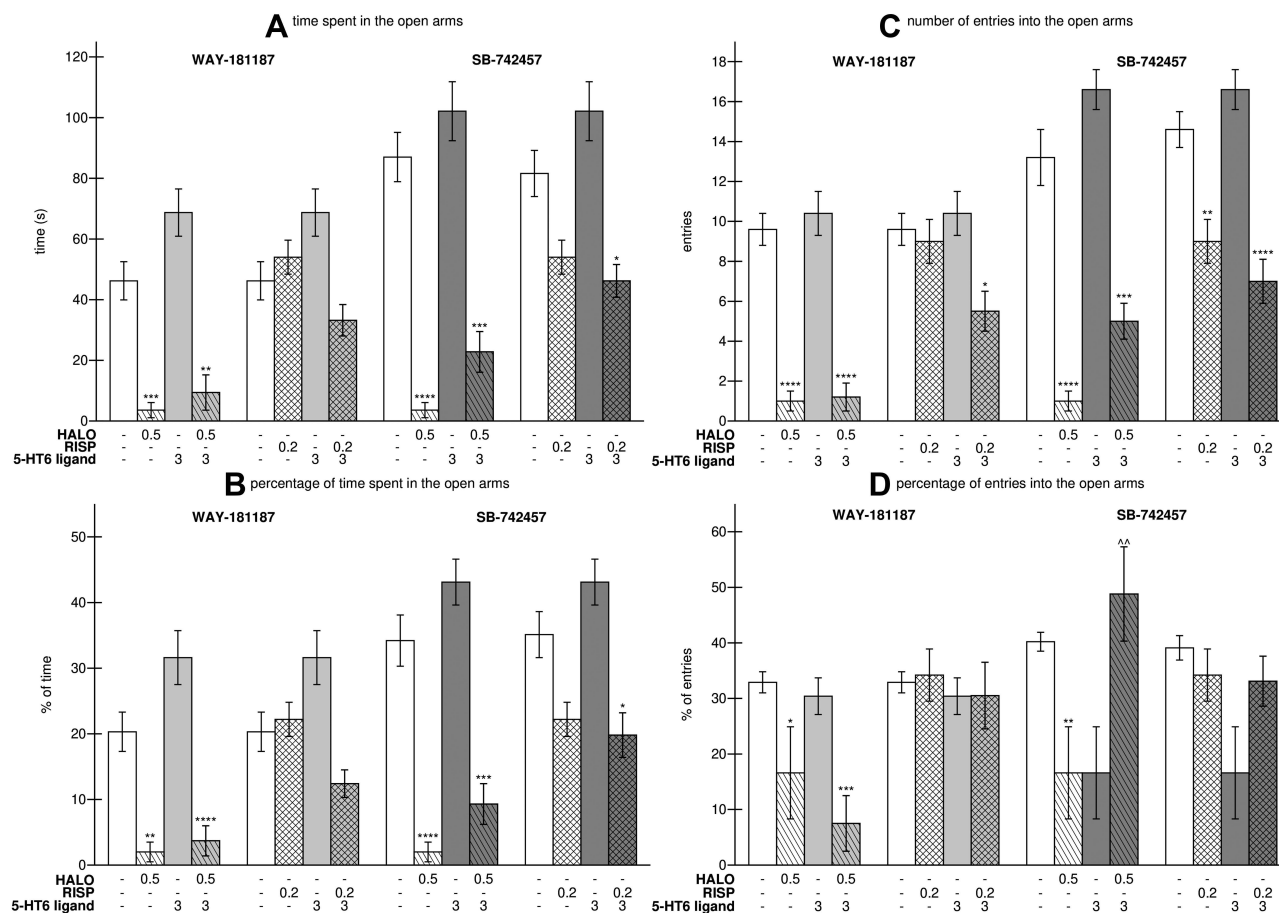 A time spent in the open arms
WAY-181187 SB-742457
120
100
80
60
40
20
0
time (s)
*** ** **** *** *
HALO - 0.5 - 0.5 - - - - - 0.5 - 0.5 - - - -
RISP - - - - - 0.2 - 0.2 - - - - - 0.2 - 0.2
5-HT6 ligand - - 3 3 - - 3 3 - - 3 3 - - 3 3
C number of entries into the open arms
WAY-181187 SB-742457
18
16
14
12
10
8
6
4
2
0
entries
**** **** * **** *** ** ****
HALO - 0.5 - 0.5 - - - - - 0.5 - 0.5 - - - -
RISP - - - - - 0.2 - 0.2 - - - - - 0.2 - 0.2
5-HT6 ligand - - 3 3 - - 3 3 - - 3 3 - - 3 3
B percentage of time spent in the open arms
WAY-181187 SB-742457
50
40
30
20
10
0
% of time
** **** **** *** *
HALO - 0.5 - 0.5 - - - - - 0.5 - 0.5 - - - -
RISP - - - - - 0.2 - 0.2 - - - - - 0.2 - 0.2
5-HT6 ligand - - 3 3 - - 3 3 - - 3 3 - - 3 3
D percentage of entries into the open arms
WAY-181187 SB-742457
60
50
40
30
20
10
0
% of entries
* *** ** ^^
HALO - 0.5 - 0.5 - - - - - 0.5 - 0.5 - - - -
RISP - - - - - 0.2 - 0.2 - - - - - 0.2 - 0.2
5-HT6 ligand - - 3 3 - - 3 3 - - 3 3 - - 3 3